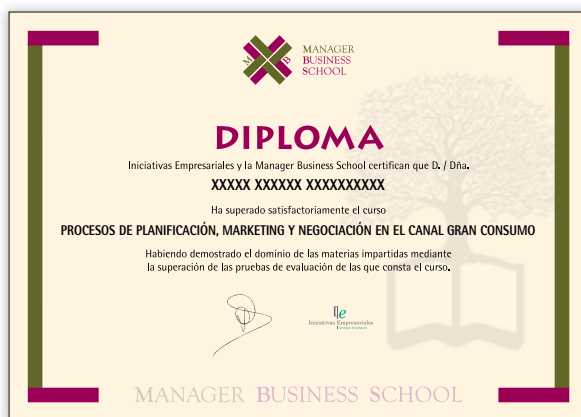 M B S
MANAGER
BUSINESS
SCHOOL
DIPLOMA
Iniciativas Empresariales y la Manager Business School certifican que D. / Dña.
XXXXX XXXXXX XXXXXXXXXX
Ha superado satisfactoriamente el curso
PROCESOS DE PLANIFICACIÓN, MARKETING Y NEGOCIACIÓN EN EL CANAL GRAN CONSUMO
Habiendo demostrado el dominio de las materias impartidas mediante
la superación de las pruebas de evaluación de las que consta el curso.
Ie
Iniciativas Empresariales
MANAGER BUSINESS SCHOOL